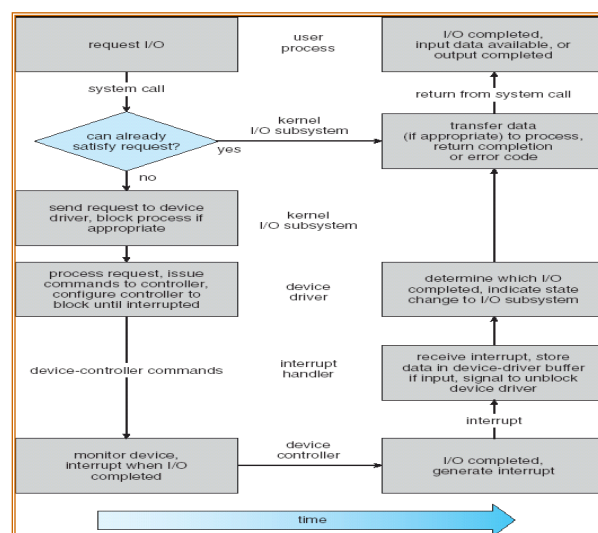 request I/O
user
process
I/O completed,
input data available, or
output completed
system call
return from system call
can already
satisfy request?
yes
no
kernel
I/O subsystem
transfer data
(if appropriate) to process,
return completion
or error code
send request to device
driver, block process if
appropriate
kernel
I/O subsystem
process request, issue
commands to controller,
configure controller to
block until interrupted
device
driver
determine which I/O
completed, indicate state
change to I/O subsystem
device-controller commands
interrupt
handler
receive interrupt, store
data in device-driver buffer
if input, signal to unblock
device driver
interrupt
monitor device,
interrupt when I/O
completed
device
controller
I/O completed,
generate interrupt
time